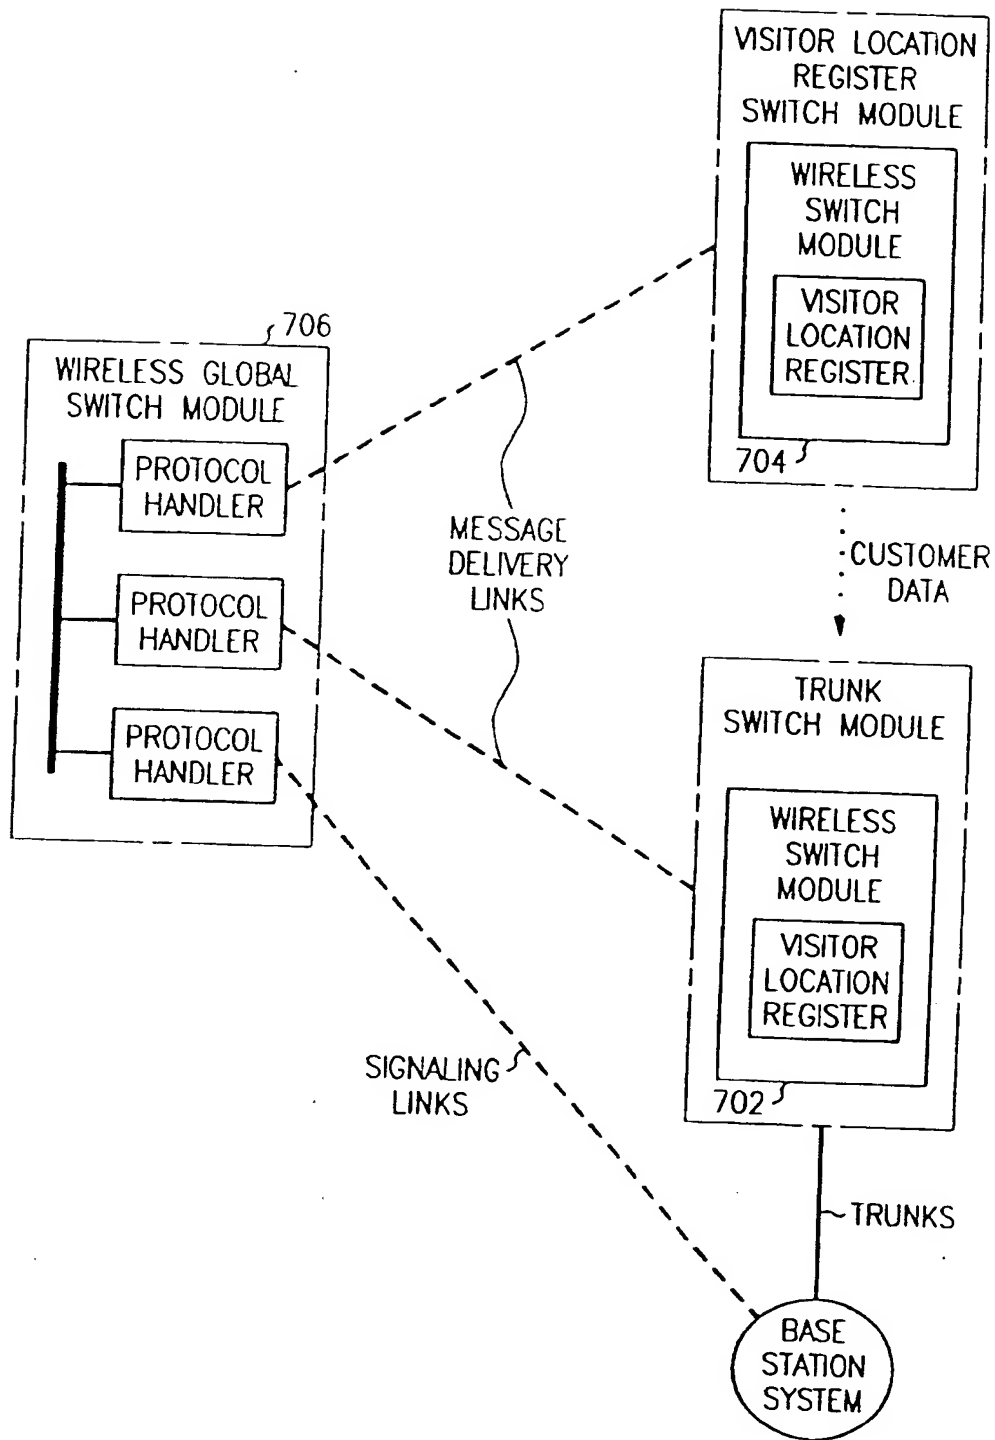 VISITOR LOCATION
REGISTER
SWITCH MODULE
WIRELESS
SWITCH
MODULE
VISITOR
LOCATION
REGISTER
704
706
WIRELESS GLOBAL
SWITCH MODULE
PROTOCOL
HANDLER
PROTOCOL
HANDLER
PROTOCOL
HANDLER
MESSAGE
DELIVERY
LINKS
CUSTOMER
DATA
TRUNK
SWITCH MODULE
WIRELESS
SWITCH
MODULE
VISITOR
LOCATION
REGISTER
702
SIGNALING
LINKS
TRUNKS
BASE
STATION
SYSTEM